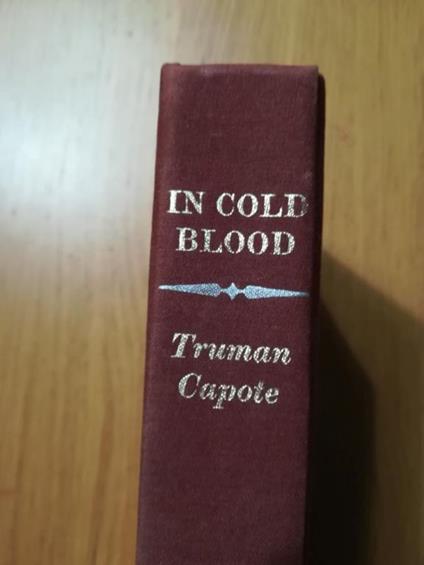 IN COLD
BLOOD
Truman
Capote